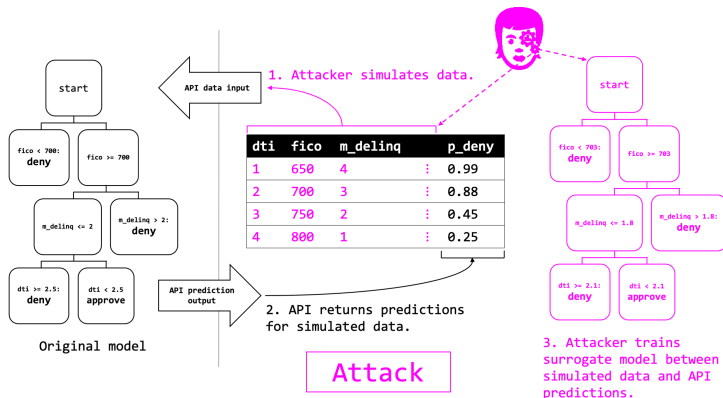 start
fico < 700:
deny
fico >= 700
m_delinq <= 2
m_delinq > 2:
deny
dti >= 2.5:
deny
dti < 2.5
approve
Original model
API data input
1. Attacker simulates data.
dti fico m_delinq p_deny
1 650 4 ⋮ 0.99
2 700 3 ⋮ 0.88
3 750 2 ⋮ 0.45
4 800 1 ⋮ 0.25
API prediction
output
2. API returns predictions
for simulated data.
Attack
start
fico < 703:
deny
fico >= 703
m_delinq <= 1.8
m_delinq > 1.8:
deny
dti >= 2.1:
deny
dti < 2.1
approve
3. Attacker trains
surrogate model between
simulated data and API
predictions.